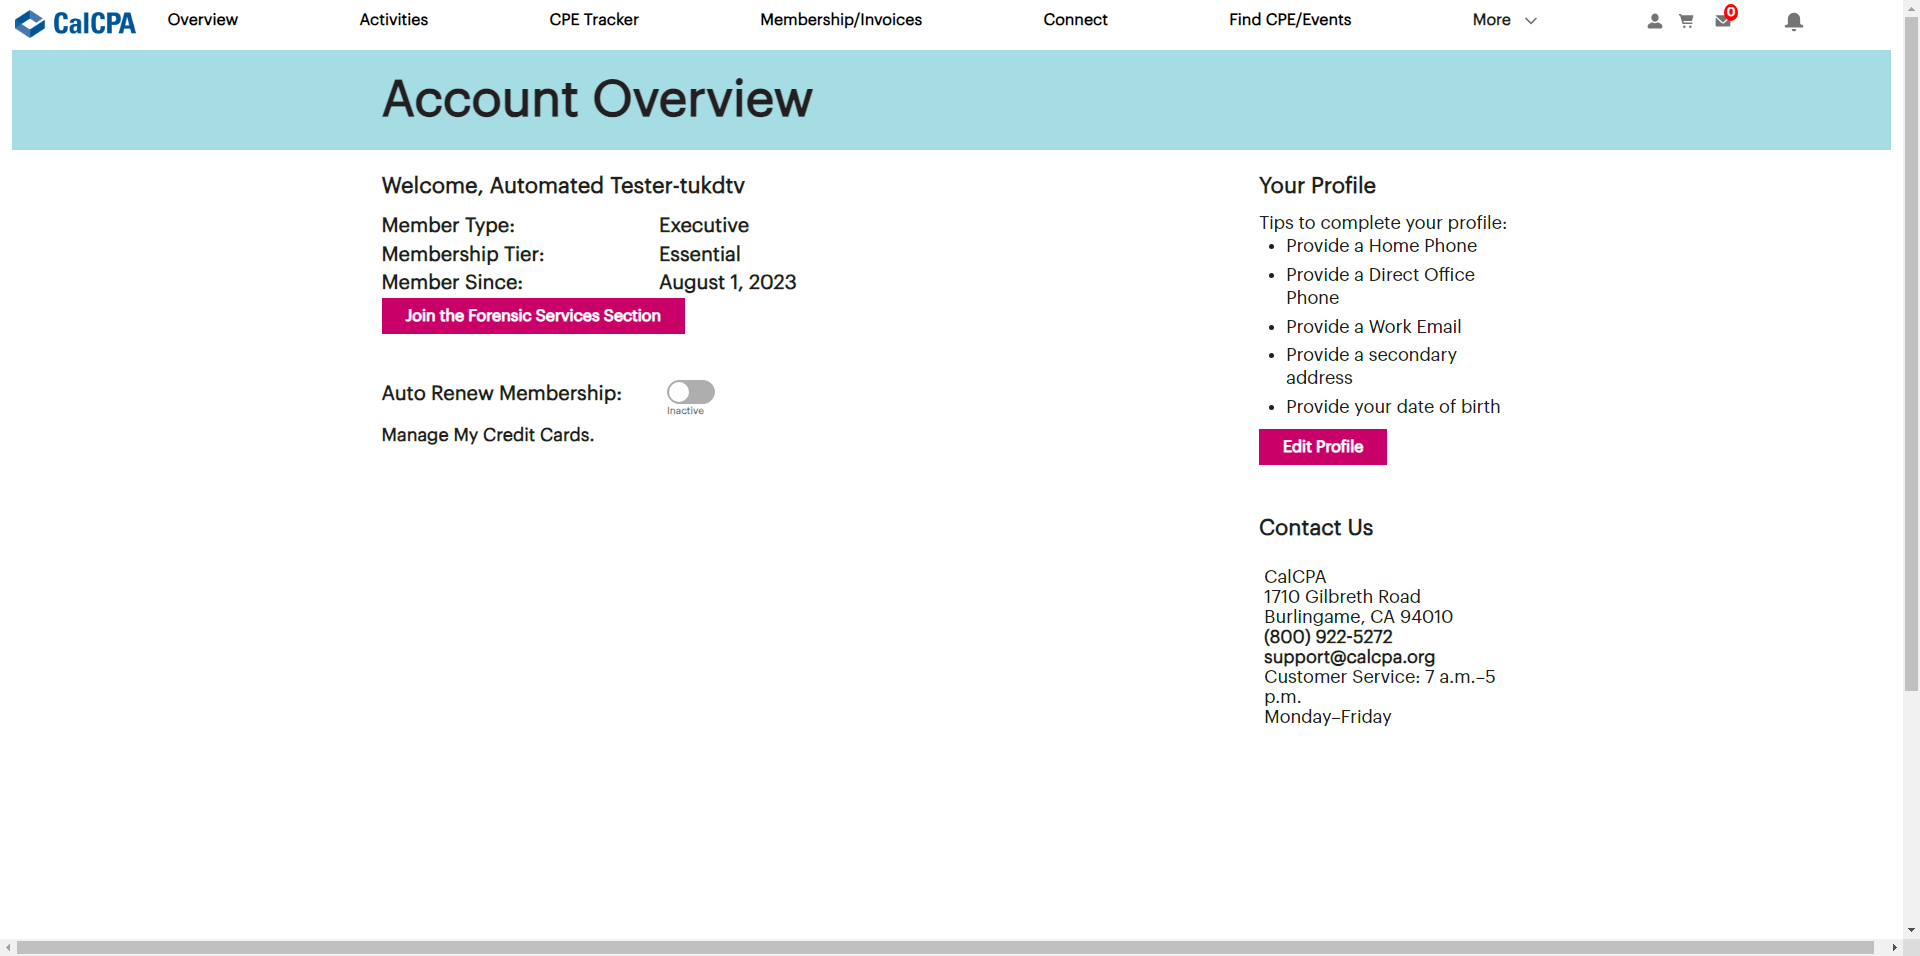 CalCPA
Overview
Activities
CPE Tracker
Membership/Invoices
Connect
Find CPE/Events
More
0
Account Overview
Welcome, Automated Tester-tukdtv
Member Type: Executive
Membership Tier: Essential
Member Since: August 1, 2023
Join the Forensic Services Section
Auto Renew Membership:
Inactive
Manage My Credit Cards.
Your Profile
Tips to complete your profile:
• Provide a Home Phone
• Provide a Direct Office
Phone
• Provide a Work Email
• Provide a secondary
address
• Provide your date of birth
Edit Profile
Contact Us
CalCPA
1710 Gilbreth Road
Burlingame, CA 94010
(800) 922-5272
support@calcpa.org
Customer Service: 7 a.m.–5
p.m.
Monday–Friday